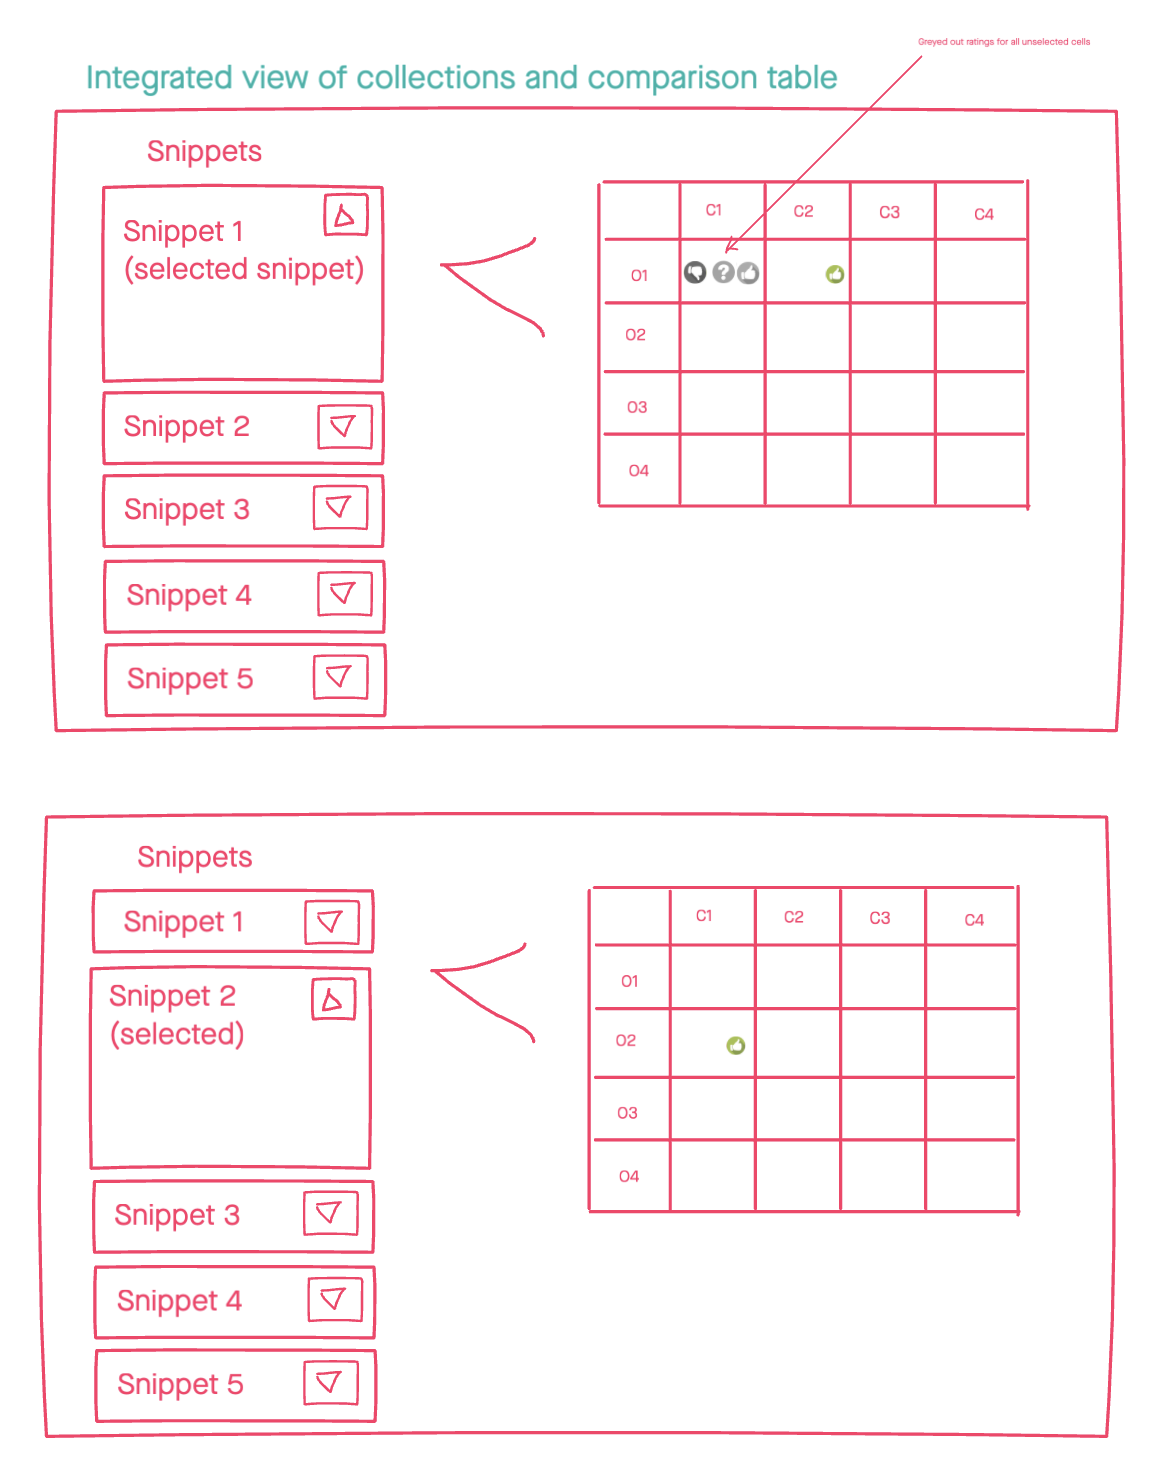 Greyed out ratings for all unselected cells
Integrated view of collections and comparison table
Snippets
Snippet 1
(selected snippet)
Snippet 2
Snippet 3
Snippet 4
Snippet 5
C1 C2 C3 C4
O1 ?
O2
O3
O4
Snippets
Snippet 1
Snippet 2
(selected)
Snippet 3
Snippet 4
Snippet 5
C1 C2 C3 C4
O1
O2
O3
O4